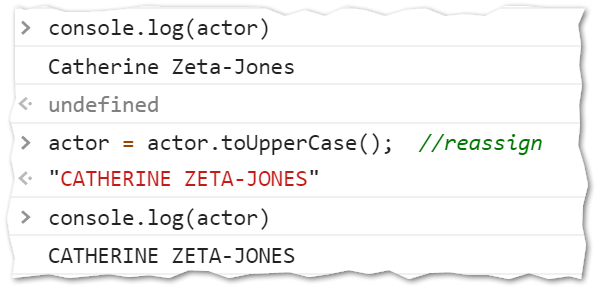 > console.log(actor)
Catherine Zeta-Jones
undefined
> actor = actor.toUpperCase();  //reassign
"CATHERINE ZETA-JONES"
> console.log(actor)
CATHERINE ZETA-JONES